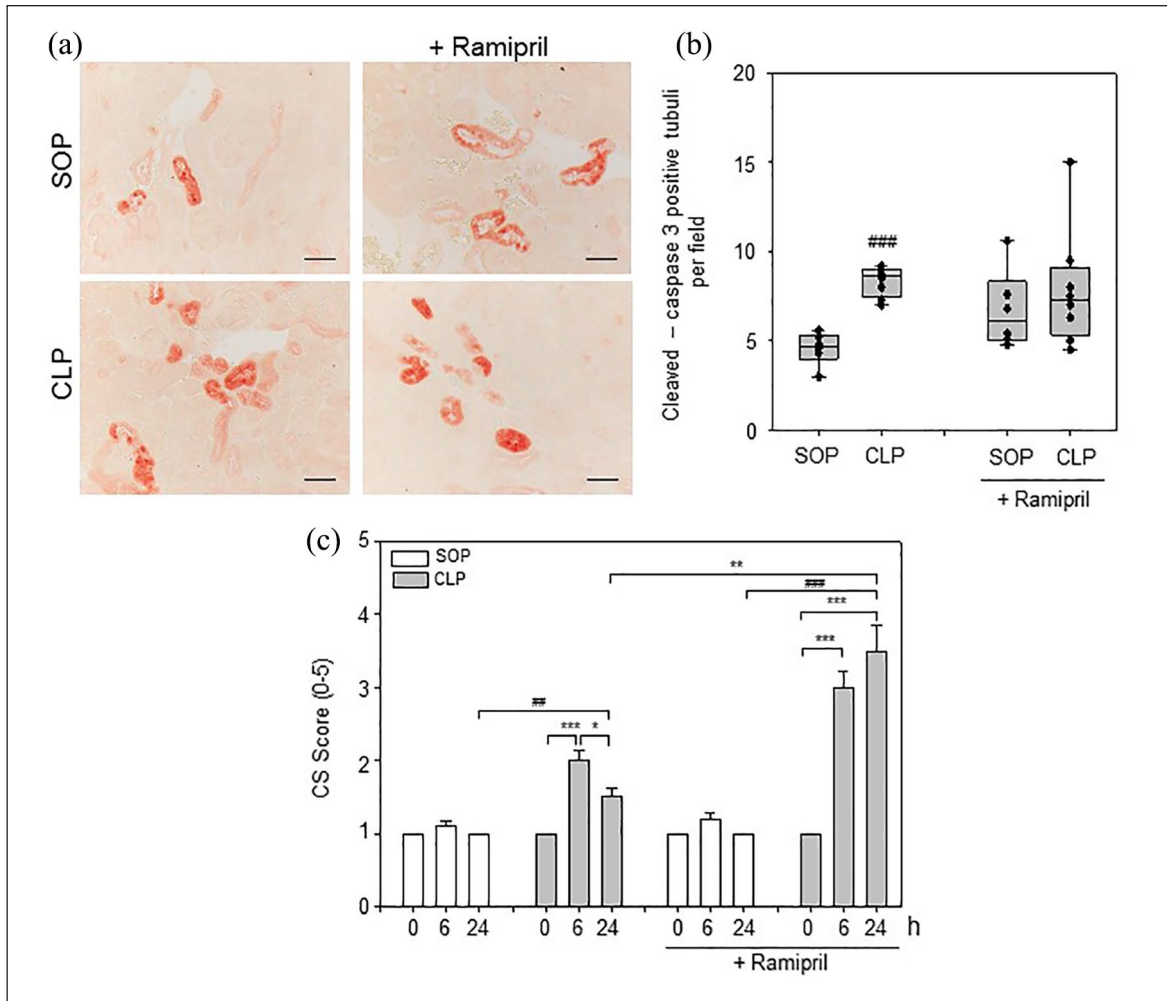 (a)
+ Ramipril
SOP
CLP
(b)
Cleaved – caspase 3 positive tubuli
per field
20
15
10
5
0
###
SOP CLP SOP CLP
+ Ramipril
(c)
CS Score (0-5)
5
4
3
2
1
0
SOP
CLP
**
###
***
***
##
*** *
0 6 24 0 6 24 0 6 24 0 6 24 h
+ Ramipril